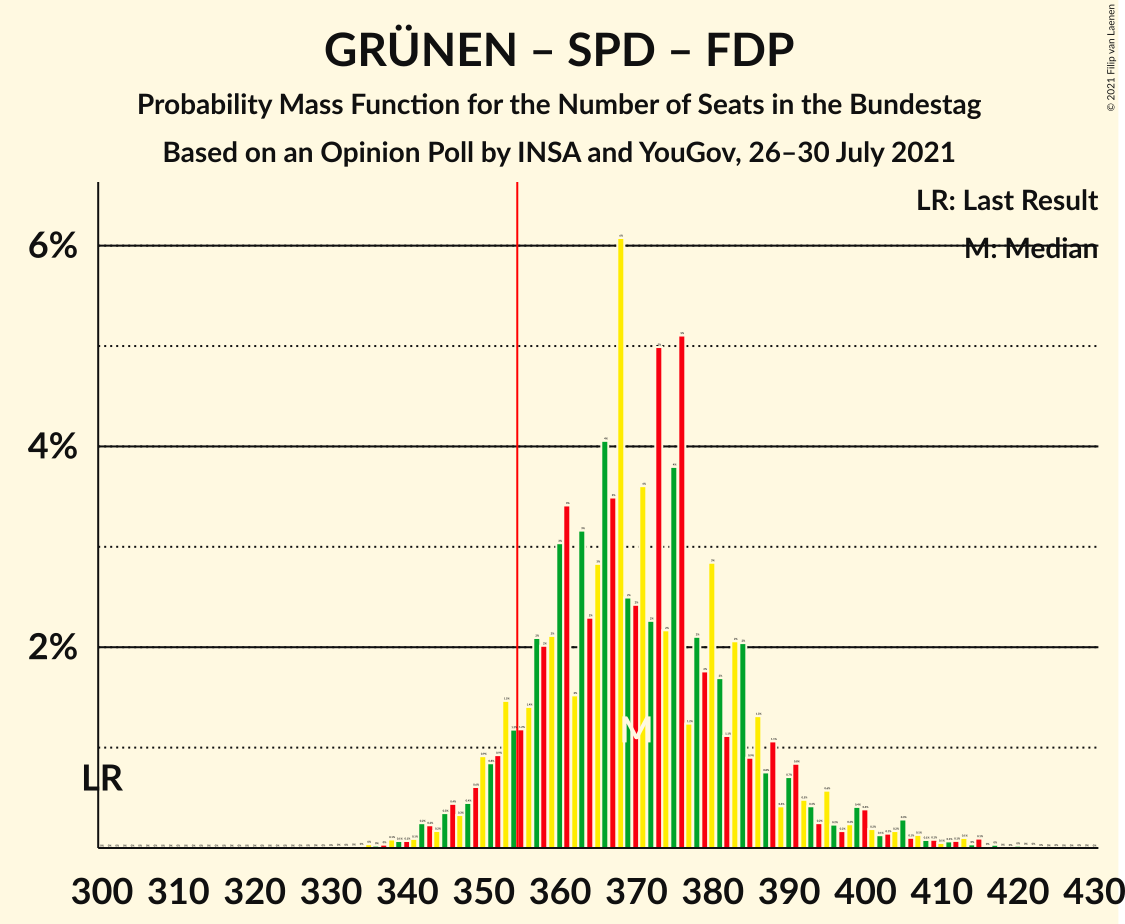 GRÜNEN – SPD – FDP
Probability Mass Function for the Number of Seats in the Bundestag
Based on an Opinion Poll by INSA and YouGov, 26–30 July 2021
© 2021 Filip van Laenen
LR: Last Result
M: Median
6%
4%
2%
LR
M
300 310 320 330 340 350 360 370 380 390 400 410 420 430